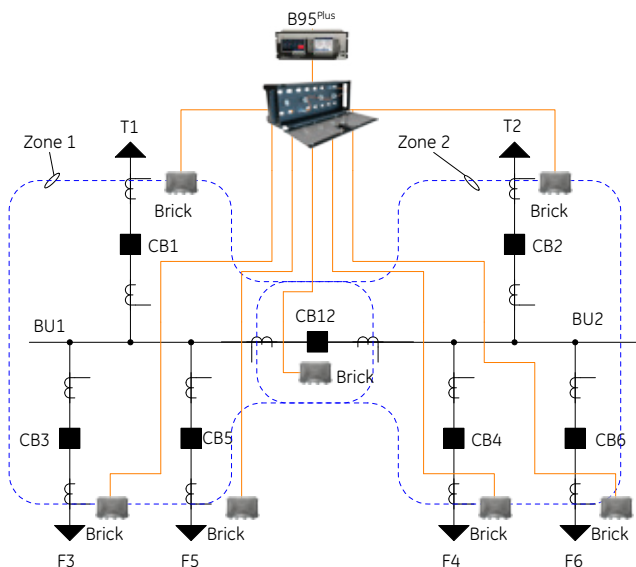 B95Plus
T1
T2
Zone 1
Zone 2
Brick
Brick
CB1
CB2
BU1
CB12
BU2
Brick
CB3
CB5
CB4
CB6
Brick
Brick
Brick
Brick
F3
F5
F4
F6